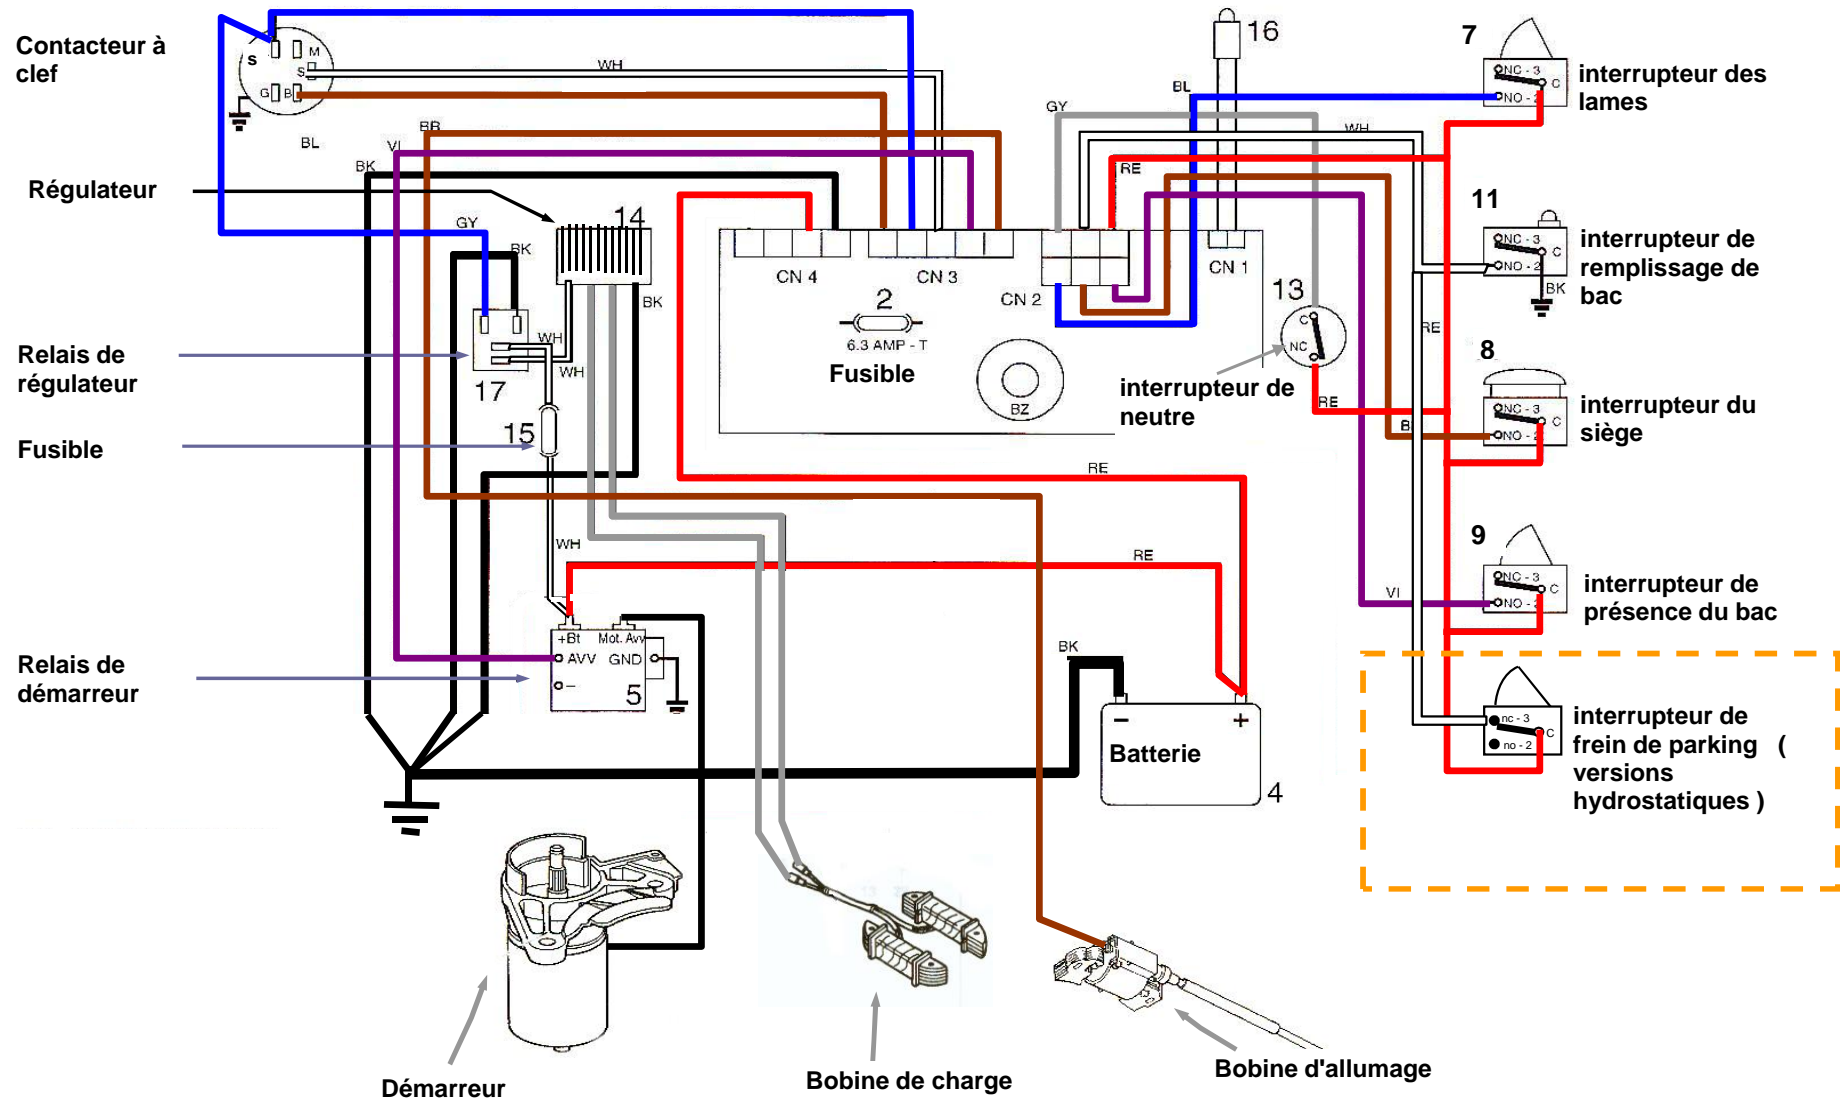 Contacteur à
clef
S
M
S
G
B
WH
BL
BR
VI
BK
Régulateur
14
GY
BK
BK
Relais de
régulateur
17
WH
WH
15
Fusible
WH
CN 4
CN 3
CN 2
CN 1
2
6.3 AMP - T
Fusible
BZ
16
GY
BL
WH
RE
13
C
NC
interrupteur de
neutre
RE
RE
RE
RE
7
NC - 3
C
NO - 2
interrupteur des
lames
11
NC - 3
C
NO - 2
BK
interrupteur de
remplissage de
bac
8
NC - 3
C
NO - 2
B
interrupteur du
siège
9
NC - 3
C
NO - 2
VI
interrupteur de
présence du bac
nc - 3
C
no - 2
interrupteur de
frein de parking (
versions
hydrostatiques )
Relais de
démarreur
+Bt
Mot. Avv
AVV
GND
–
5
BK
–
+
Batterie
4
Démarreur
Bobine de charge
Bobine d'allumage